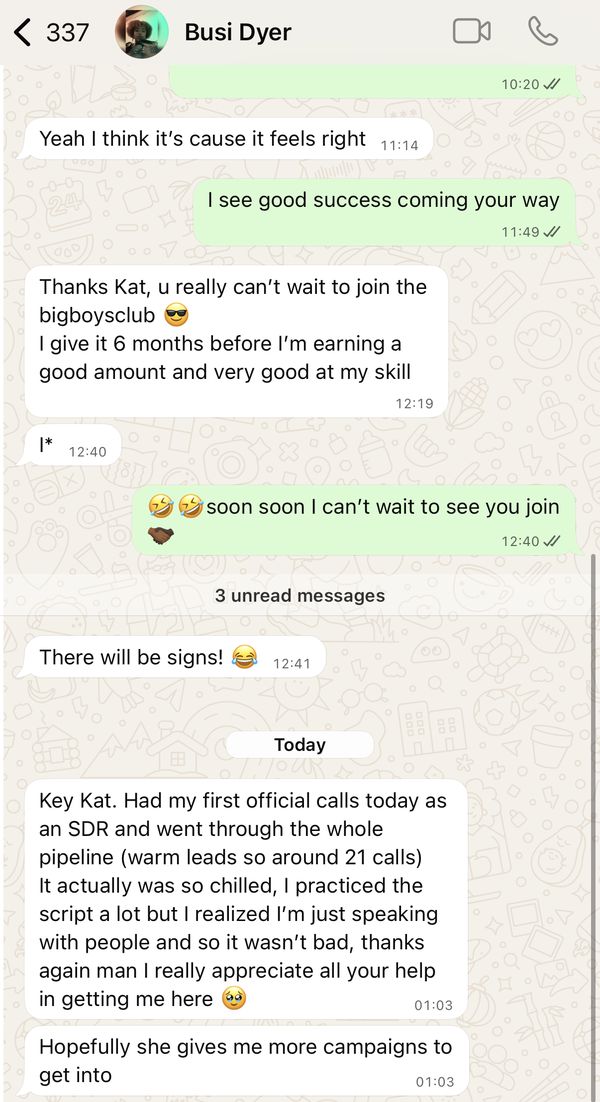 337
Busi Dyer
10:20
Yeah I think it's cause it feels right
11:14
I see good success coming your way
11:49
Thanks Kat, u really can't wait to join the
bigboysclub 😎
I give it 6 months before I'm earning a
good amount and very good at my skill
12:19
I*
12:40
🤣🤣soon soon I can't wait to see you join
🤝🏿
12:40
3 unread messages
There will be signs! 😂
12:41
Today
Key Kat. Had my first official calls today as
an SDR and went through the whole
pipeline (warm leads so around 21 calls)
It actually was so chilled, I practiced the
script a lot but I realized I'm just speaking
with people and so it wasn't bad, thanks
again man I really appreciate all your help
in getting me here 🥹
01:03
Hopefully she gives me more campaigns to
get into
01:03